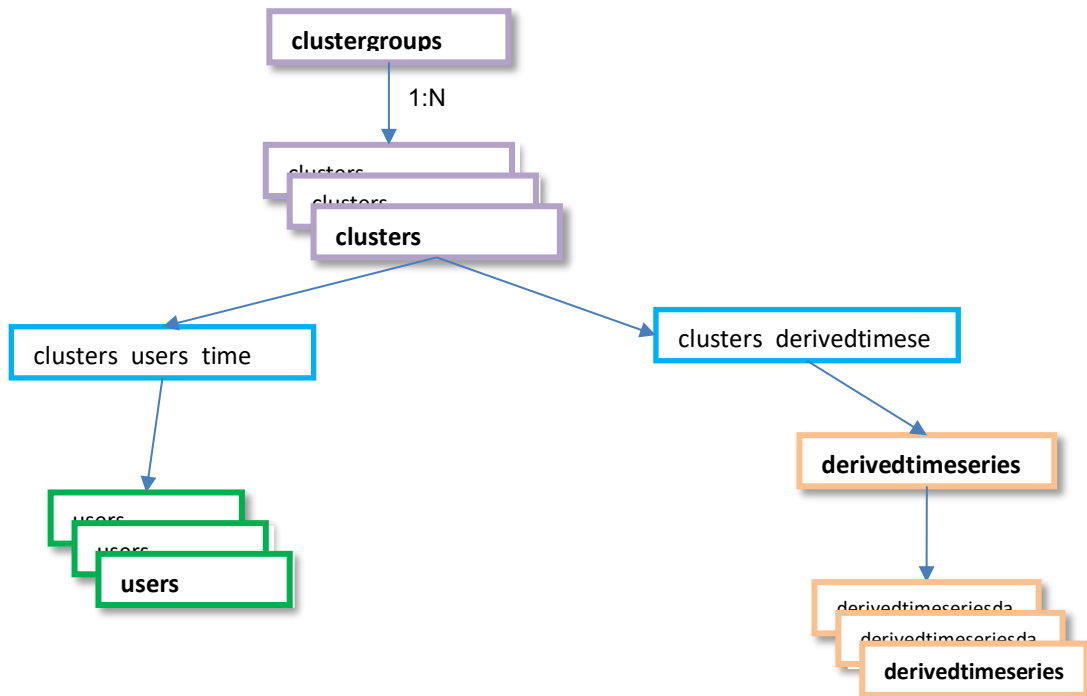 clustergroups
1:N
clusters
clusters
clusters
clusters users time
clusters derivedtimese
derivedtimeseries
users
users
users
derivedtimeseriesda
derivedtimeseriesda
derivedtimeseries